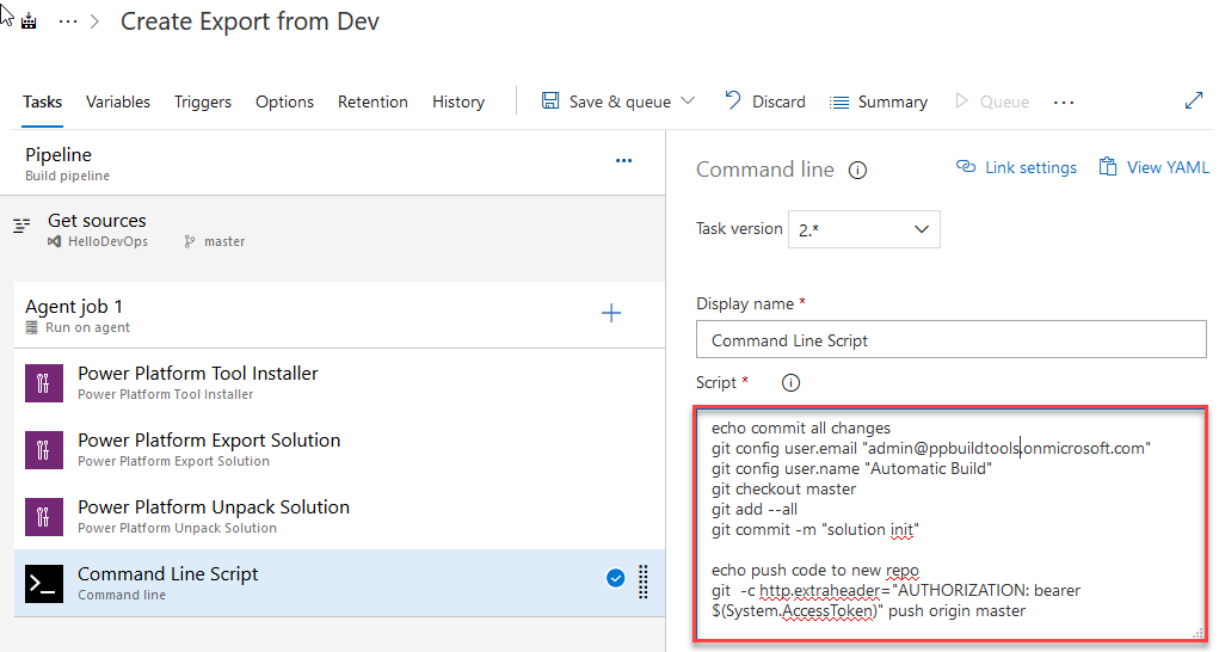 ··· > Create Export from Dev
Tasks Variables Triggers Options Retention History Save & queue Discard Summary Queue ···
Pipeline ···
Build pipeline
Get sources
HelloDevOps master
Agent job 1 +
Run on agent
Power Platform Tool Installer
Power Platform Tool Installer
Power Platform Export Solution
Power Platform Export Solution
Power Platform Unpack Solution
Power Platform Unpack Solution
Command Line Script
Command line
Command line Link settings View YAML
Task version 2.*
Display name *
Command Line Script
Script *
echo commit all changes
git config user.email "admin@ppbuildtools.onmicrosoft.com"
git config user.name "Automatic Build"
git checkout master
git add --all
git commit -m "solution init"
echo push code to new repo
git -c http.extraheader="AUTHORIZATION: bearer
$(System.AccessToken)" push origin master